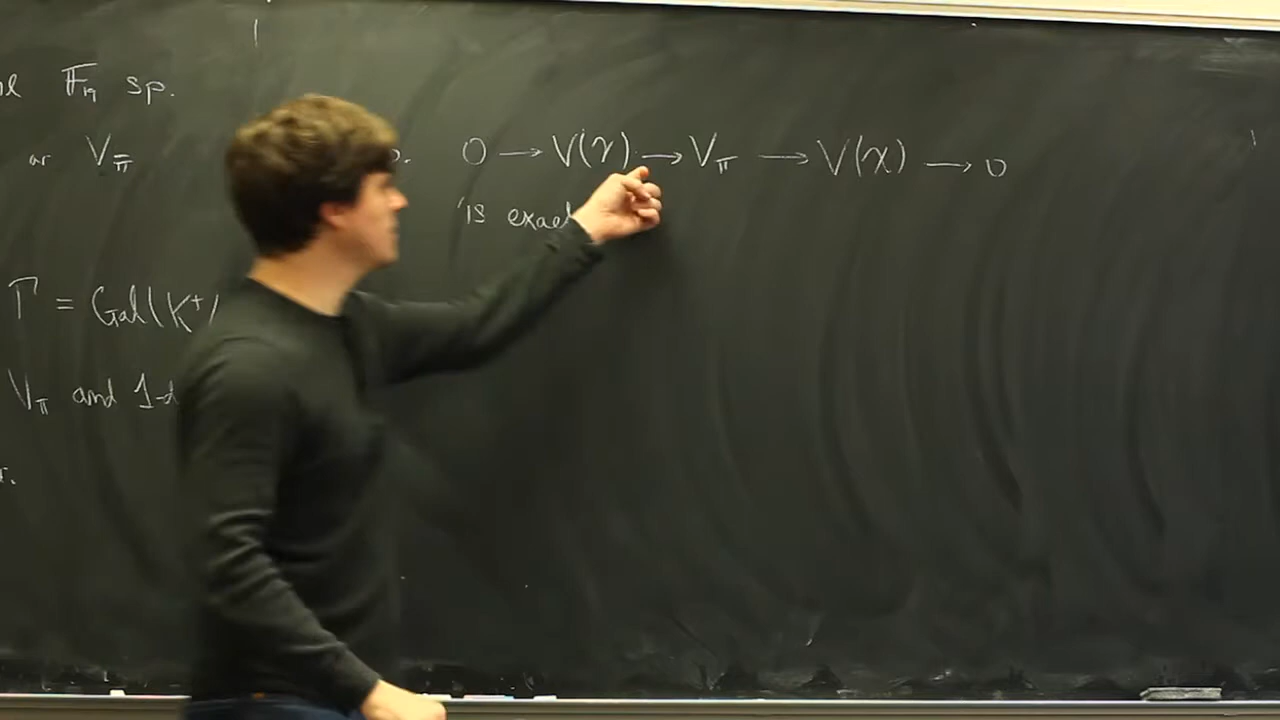 𝔽_q sp.
or V_π̄
0 → V(γ) → V_π → V(χ) → 0
is exact
Γ = Gal(K⁺/
V_π and 1-d